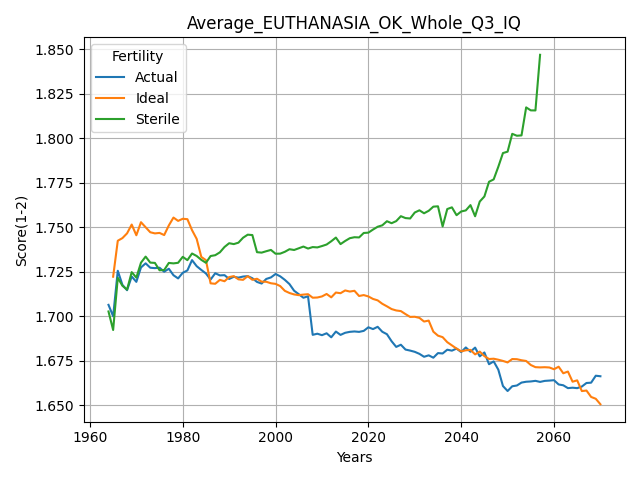 Average_EUTHANASIA_OK_Whole_Q3_IQ
Fertility
Actual
Ideal
Sterile
Score(1-2)
1.850
1.825
1.800
1.775
1.750
1.725
1.700
1.675
1.650
1960
1980
2000
2020
2040
2060
Years